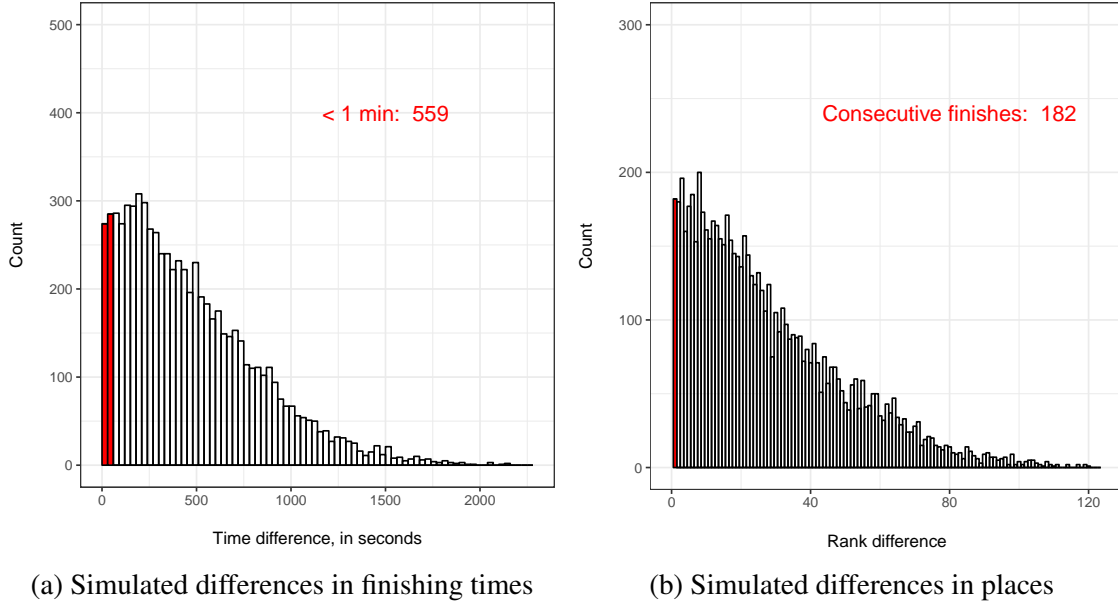 500
400
300
200
100
0
Count
< 1 min: 559
0
500
1000
1500
2000
Time difference, in seconds
(a) Simulated differences in finishing times
300
200
100
0
Count
Consecutive finishes: 182
0
40
80
120
Rank difference
(b) Simulated differences in places